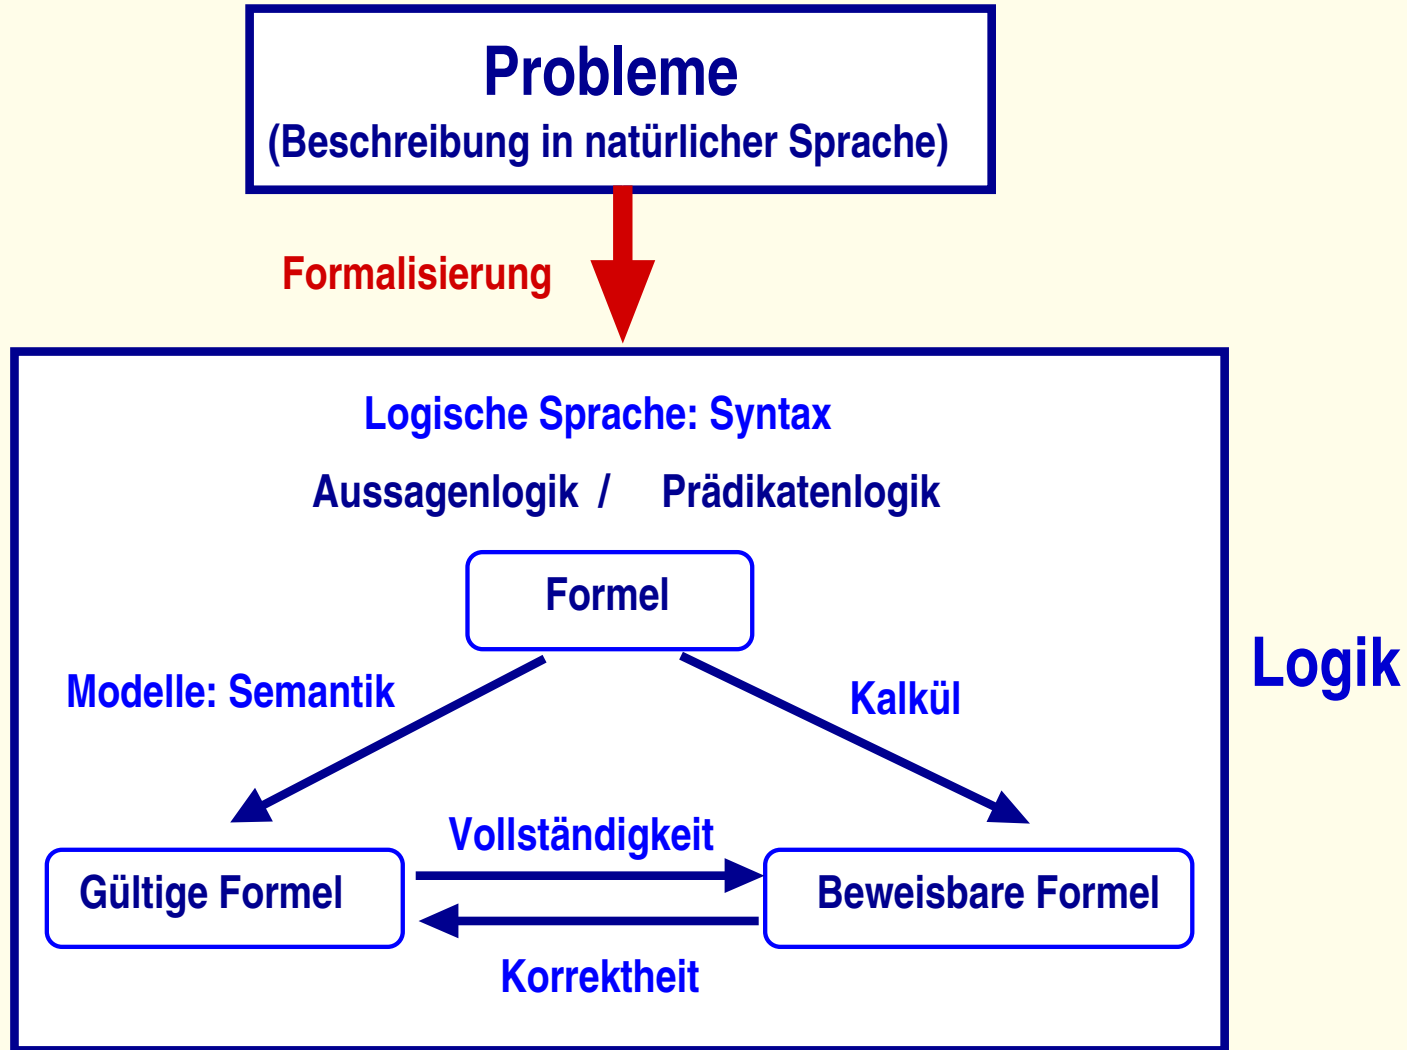 Probleme
(Beschreibung in natürlicher Sprache)
Formalisierung
Logische Sprache: Syntax
Aussagenlogik / Prädikatenlogik
Formel
Logik
Modelle: Semantik
Kalkül
Vollständigkeit
Gültige Formel
Beweisbare Formel
Korrektheit